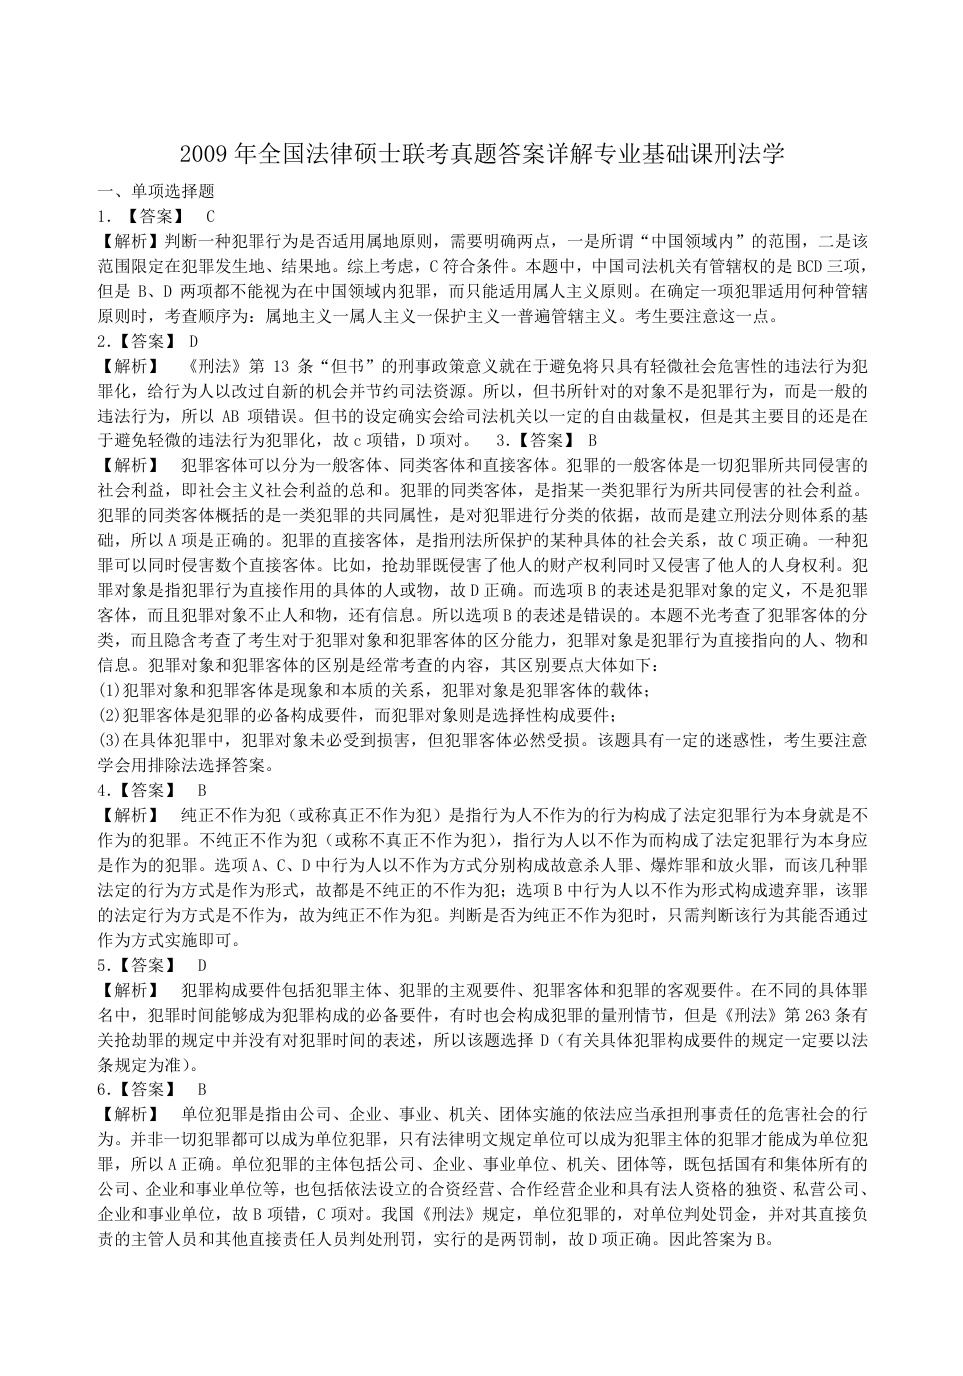 2009 年全国法律硕士联考真题答案详解专业基础课刑法学
一、单项选择题
1. 【答案】  C
【解析】判断一种犯罪行为是否适用属地原则，需要明确两点，一是所谓“中国领域内”的范围，二是该
范围限定在犯罪发生地、结果地。综上考虑，C 符合条件。本题中，中国司法机关有管辖权的是 BCD 三项，
但是 B、D 两项都不能视为在中国领域内犯罪，而只能适用属人主义原则。在确定一项犯罪适用何种管辖
原则时，考查顺序为：属地主义一属人主义一保护主义一普遍管辖主义。考生要注意这一点。
2.【答案】 D
【解析】  《刑法》第 13 条“但书”的刑事政策意义就在于避免将只具有轻微社会危害性的违法行为犯
罪化，给行为人以改过自新的机会并节约司法资源。所以，但书所针对的对象不是犯罪行为，而是一般的
违法行为，所以 AB 项错误。但书的设定确实会给司法机关以一定的自由裁量权，但是其主要目的还是在
于避免轻微的违法行为犯罪化，故 c 项错，D 项对。  3.【答案】 B
【解析】  犯罪客体可以分为一般客体、同类客体和直接客体。犯罪的一般客体是一切犯罪所共同侵害的
社会利益，即社会主义社会利益的总和。犯罪的同类客体，是指某一类犯罪行为所共同侵害的社会利益。
犯罪的同类客体概括的是一类犯罪的共同属性，是对犯罪进行分类的依据，故而是建立刑法分则体系的基
础，所以 A 项是正确的。犯罪的直接客体，是指刑法所保护的某种具体的社会关系，故 C 项正确。一种犯
罪可以同时侵害数个直接客体。比如，抢劫罪既侵害了他人的财产权利同时又侵害了他人的人身权利。犯
罪对象是指犯罪行为直接作用的具体的人或物，故 D 正确。而选项 B 的表述是犯罪对象的定义，不是犯罪
客体，而且犯罪对象不止人和物，还有信息。所以选项 B 的表述是错误的。本题不光考查了犯罪客体的分
类，而且隐含考查了考生对于犯罪对象和犯罪客体的区分能力，犯罪对象是犯罪行为直接指向的人、物和
信息。犯罪对象和犯罪客体的区别是经常考查的内容，其区别要点大体如下：
(1)犯罪对象和犯罪客体是现象和本质的关系，犯罪对象是犯罪客体的载体；
(2)犯罪客体是犯罪的必备构成要件，而犯罪对象则是选择性构成要件；
(3)在具体犯罪中，犯罪对象未必受到损害，但犯罪客体必然受损。该题具有一定的迷惑性，考生要注意
学会用排除法选择答案。
4.【答案】  B
【解析】  纯正不作为犯（或称真正不作为犯）是指行为人不作为的行为构成了法定犯罪行为本身就是不
作为的犯罪。不纯正不作为犯（或称不真正不作为犯），指行为人以不作为而构成了法定犯罪行为本身应
是作为的犯罪。选项 A、C、D 中行为人以不作为方式分别构成故意杀人罪、爆炸罪和放火罪，而该几种罪
法定的行为方式是作为形式，故都是不纯正的不作为犯；选项 B 中行为人以不作为形式构成遗弃罪，该罪
的法定行为方式是不作为，故为纯正不作为犯。判断是否为纯正不作为犯时，只需判断该行为其能否通过
作为方式实施即可。
5.【答案】  D
【解析】  犯罪构成要件包括犯罪主体、犯罪的主观要件、犯罪客体和犯罪的客观要件。在不同的具体罪
名中，犯罪时间能够成为犯罪构成的必备要件，有时也会构成犯罪的量刑情节，但是《刑法》第 263 条有
关抢劫罪的规定中并没有对犯罪时间的表述，所以该题选择 D（有关具体犯罪构成要件的规定一定要以法
条规定为准）。
6.【答案】  B
【解析】  单位犯罪是指由公司、企业、事业、机关、团体实施的依法应当承担刑事责任的危害社会的行
为。并非一切犯罪都可以成为单位犯罪，只有法律明文规定单位可以成为犯罪主体的犯罪才能成为单位犯
罪，所以 A 正确。单位犯罪的主体包括公司、企业、事业单位、机关、团体等，既包括国有和集体所有的
公司、企业和事业单位等，也包括依法设立的合资经营、合作经营企业和具有法人资格的独资、私营公司、
企业和事业单位，故 B 项错，C 项对。我国《刑法》规定，单位犯罪的，对单位判处罚金，并对其直接负
责的主管人员和其他直接责任人员判处刑罚，实行的是两罚制，故 D 项正确。因此答案为 B。